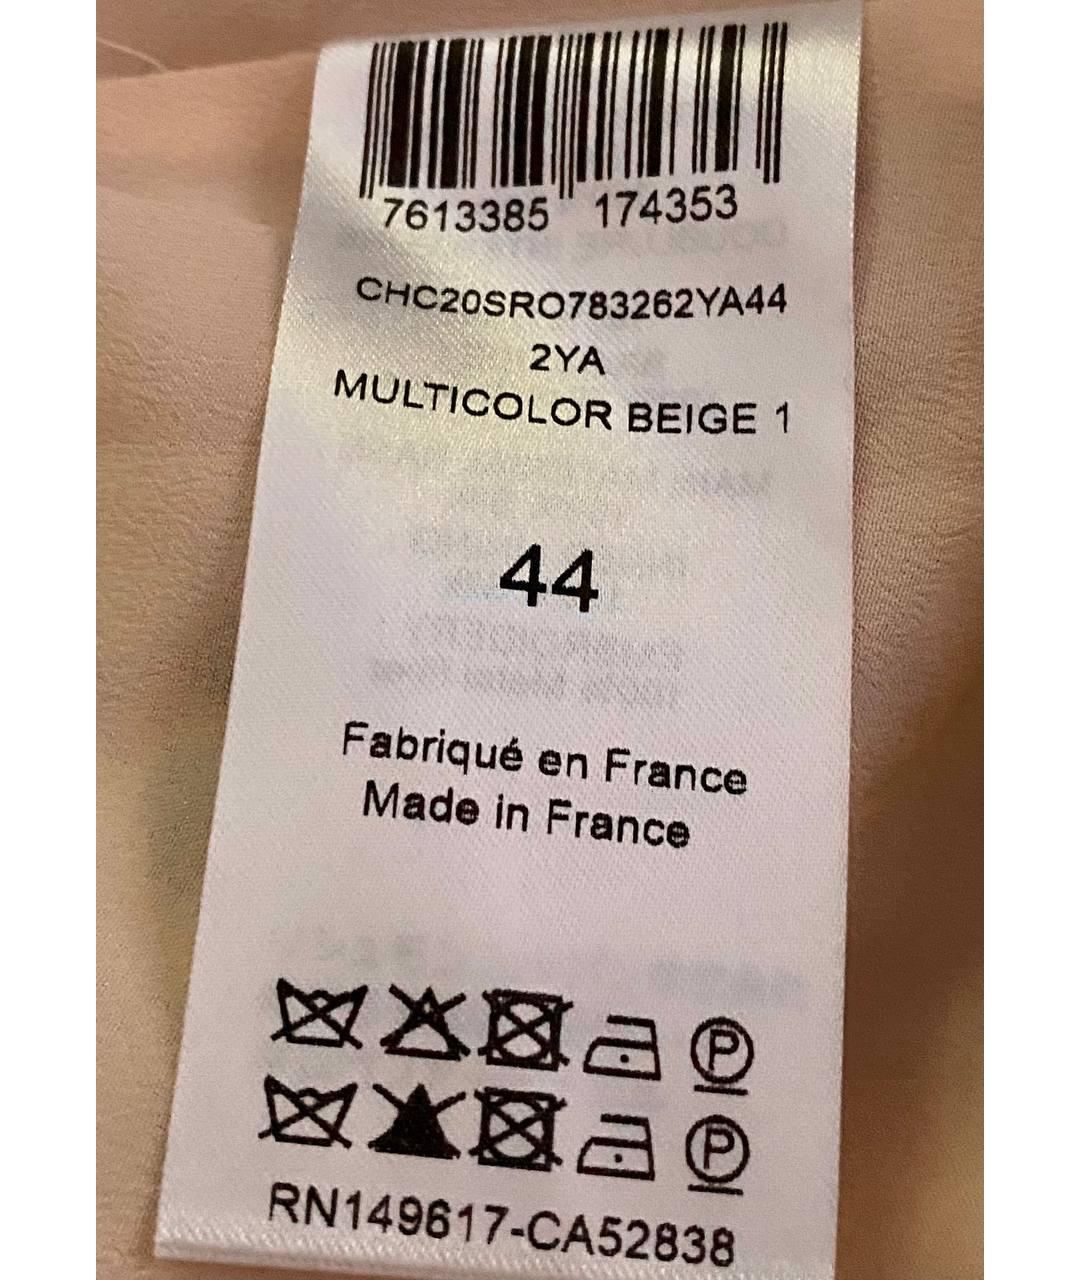 7613385 174353
CHC20SRO783262YA44
2YA
MULTICOLOR BEIGE 1
44
Fabriqué en France
Made in France
P
P
RN149617-CA52838